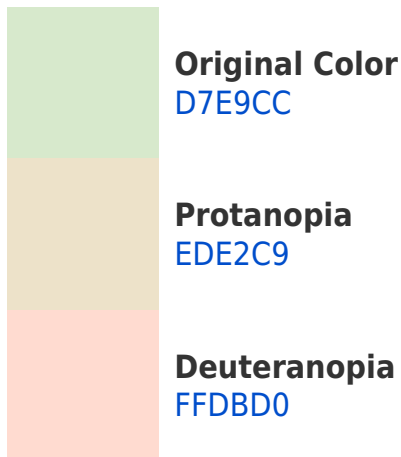 Original Color
D7E9CC
Protanopia
EDE2C9
Deuteranopia
FFDBD0